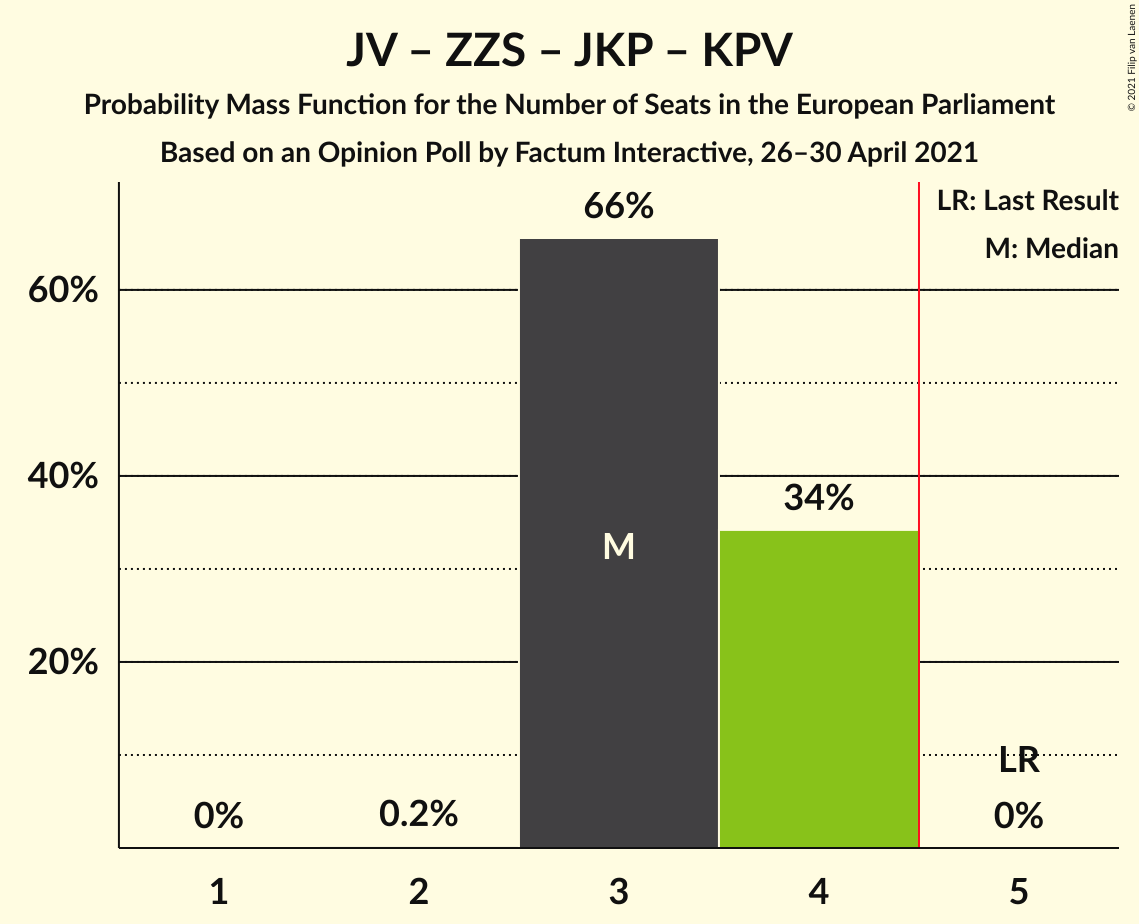 JV – ZZS – JKP – KPV
Probability Mass Function for the Number of Seats in the European Parliament
Based on an Opinion Poll by Factum Interactive, 26–30 April 2021
© 2021 Filip van Laenen
LR: Last Result
M: Median
66%
60%
40%
34%
M
20%
LR
0%
0.2%
0%
1
2
3
4
5